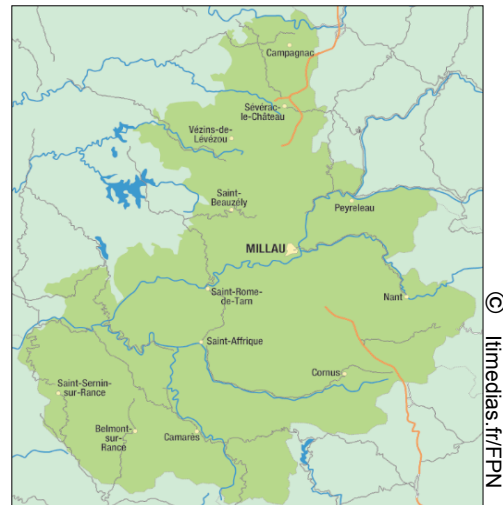 Campagnac
Sévérac-
le-Château
Vézins-de-
Lévézou
Saint-
Beauzély
Peyreleau
MILLAU
Nant
Saint-Rome-
de-Tarn
Saint-Affrique
Cornus
Saint-Sernin-
sur-Rance
Belmont-
sur-
Rance
Camarès
© Itimedias.fr/FPN